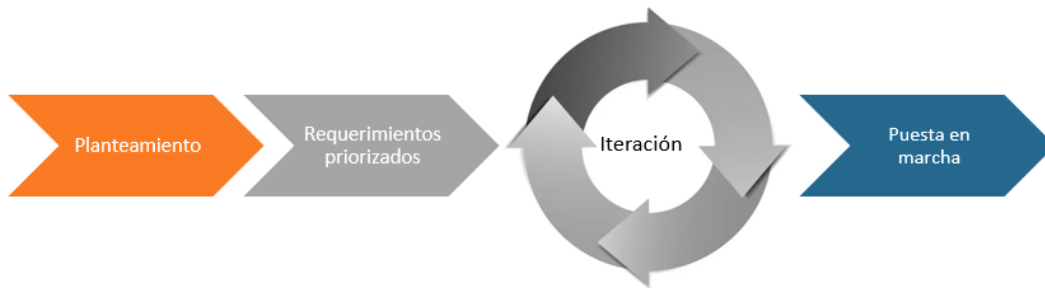 Planteamiento
Requerimientos
priorizados
Iteración
Puesta en
marcha